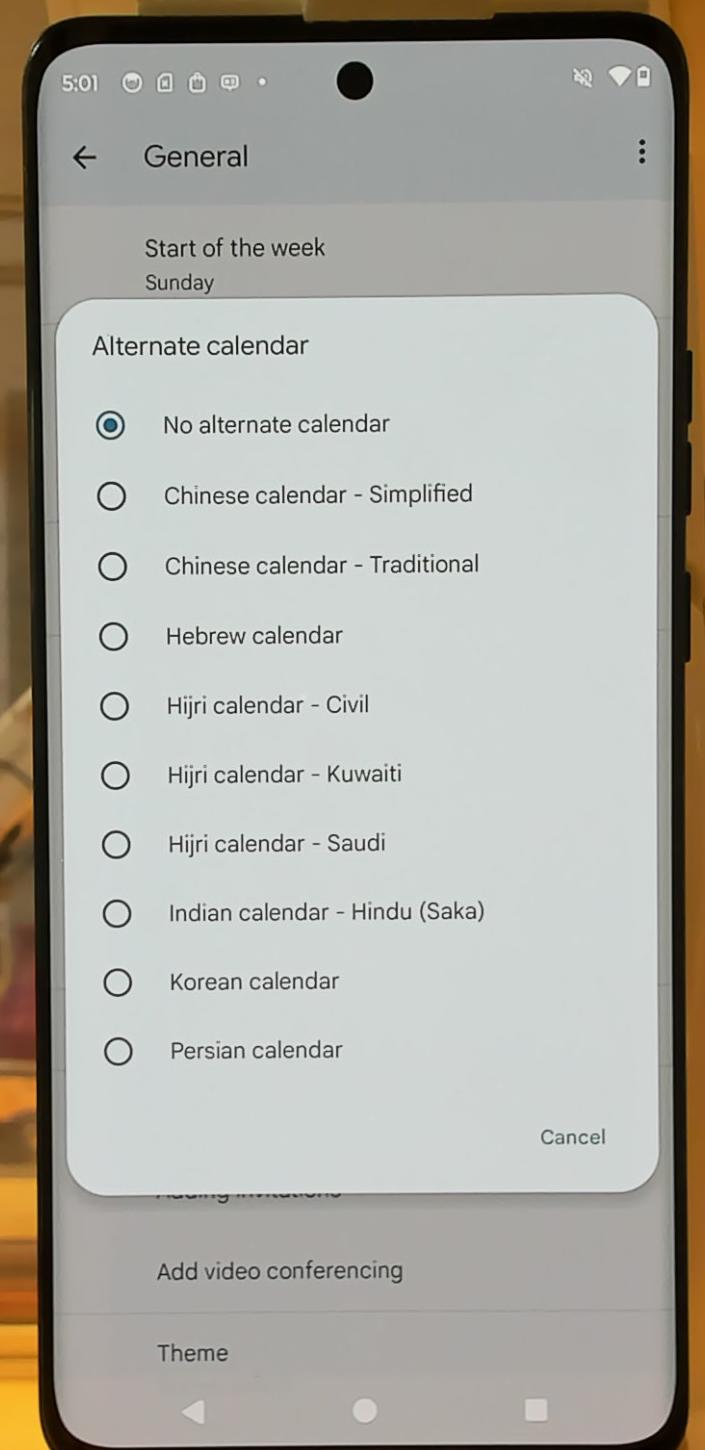 5:01
General
Start of the week
Sunday
Alternate calendar
No alternate calendar
Chinese calendar - Simplified
Chinese calendar - Traditional
Hebrew calendar
Hijri calendar - Civil
Hijri calendar - Kuwaiti
Hijri calendar - Saudi
Indian calendar - Hindu (Saka)
Korean calendar
Persian calendar
Cancel
Adding invitations
Add video conferencing
Theme